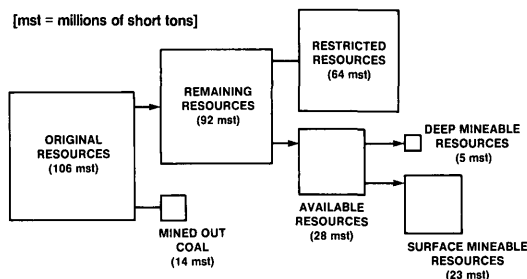 [mst = millions of short tons]
RESTRICTED
RESOURCES
(64 mst)
REMAINING
RESOURCES
(92 mst)
ORIGINAL
RESOURCES
(106 mst)
DEEP MINEABLE
RESOURCES
(5 mst)
MINED OUT
COAL
(14 mst)
AVAILABLE
RESOURCES
(28 mst)
SURFACE MINEABLE
RESOURCES
(23 mst)